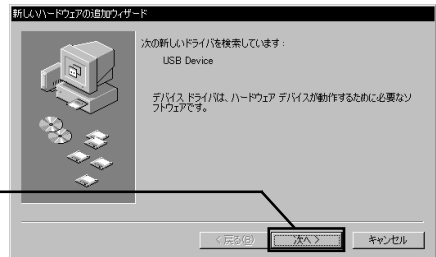 新しいハードウェアの追加ウィザード
次の新しいドライバを検索しています:
USB Device
デバイス ドライバは、ハードウェア デバイスが動作するために必要なソ
フトウェアです。
< 戻る(B)
次へ >
キャンセル